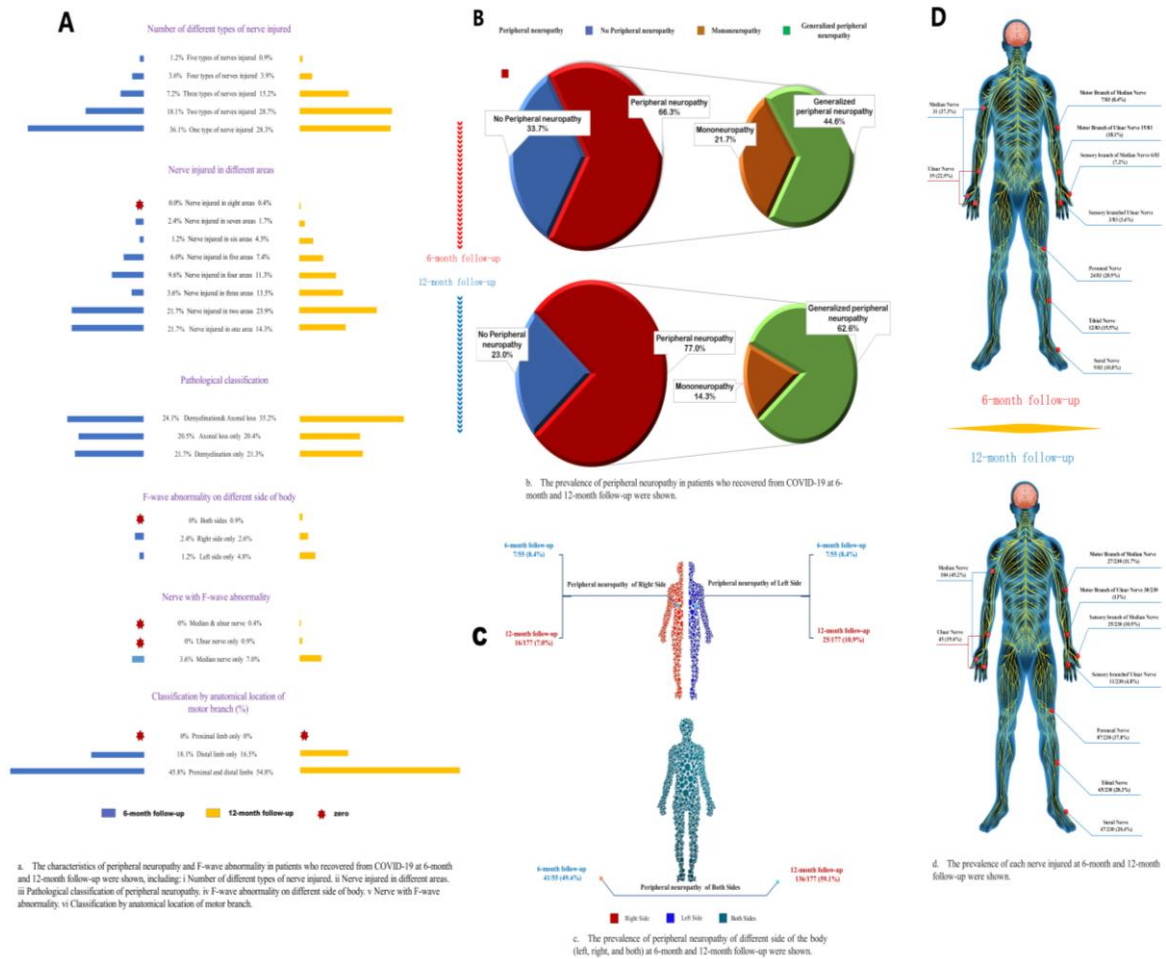 A
Number of different types of nerve injured
1.2% Five types of nerves injured 0.9%
3.6% Four types of nerves injured 3.9%
7.2% Three types of nerves injured 15.2%
18.1% Two types of nerves injured 28.7%
36.1% One type of nerve injured 28.3%
Nerve injured in different areas
0.0% Nerve injured in eight areas 0.4%
2.4% Nerve injured in seven areas 1.7%
1.2% Nerve injured in six areas 4.3%
6.0% Nerve injured in five areas 7.4%
9.6% Nerve injured in four areas 11.3%
3.6% Nerve injured in three areas 13.5%
21.7% Nerve injured in two areas 23.9%
21.7% Nerve injured in one area 14.3%
Pathological classification
24.1% Demyelination& Axonal loss 35.2%
20.5% Axonal loss only 20.4%
21.7% Demyelination only 21.3%
F-wave abnormality on different side of body
0% Both sides 0.9%
2.4% Right side only 2.6%
1.2% Left side only 4.8%
Nerve with F-wave abnormality
0% Median & ulnar nerve 0.4%
0% Ulnar nerve only 0.9%
3.6% Median nerve only 7.0%
Classification by anatomical location of
motor branch (%)
0% Proximal limb only 0%
18.1% Distal limb only 16.5%
45.8% Proximal and distal limbs 54.8%
6-month follow-up
12-month follow-up
zero
a. The characteristics of peripheral neuropathy and F-wave abnormality in patients who recovered from COVID-19 at 6-month
and 12-month follow-up were shown, including: i Number of different types of nerve injured. ii Nerve injured in different areas.
iii Pathological classification of peripheral neuropathy. iv F-wave abnormality on different side of body. v Nerve with F-wave
abnormality. vi Classification by anatomical location of motor branch.
B
Peripheral neuropathy
No Peripheral neuropathy
Mononeuropathy
Generalized peripheral
neuropathy
No Peripheral neuropathy
33.7%
Peripheral neuropathy
66.3%
Mononeuropathy
21.7%
Generalized
peripheral neuropathy
44.6%
6-month follow-up
12-month follow-up
No Peripheral
neuropathy
23.0%
Peripheral neuropathy
77.0%
Mononeuropathy
14.3%
Generalized peripheral
neuropathy
62.6%
b. The prevalence of peripheral neuropathy in patients who recovered from COVID-19 at 6-
month and 12-month follow-up were shown.
C
6-month follow-up
7/55 (8.4%)
Peripheral neuropathy of Right Side
12-month follow-up
16/177 (7.0%)
6-month follow-up
7/55 (8.4%)
Peripheral neuropathy of Left Side
12-month follow-up
25/177 (10.9%)
6-month follow-up
41/55 (49.4%)
Peripheral neuropathy of Both Sides
12-month follow-up
136/177 (59.1%)
Right Side
Left Side
Both Sides
c. The prevalence of peripheral neuropathy of different side of the body
(left, right, and both) at 6-month and 12-month follow-up were shown.
D
Median Nerve
31 (37.3%)
Ulnar Nerve
19 (22.9%)
Motor Branch of Median Nerve
7/83 (8.4%)
Motor Branch of Ulnar Nerve 15/83
(18.1%)
Sensory branch of Median Nerve 6/83
(7.2%)
Sensory branchof Ulnar Nerve
3/83 (3.6%)
Peroneal Nerve
24/83 (28.9%)
Tibial Nerve
Sural Nerve
9/83 (10.8%)
6-month follow-up
12-month follow-up
Median Nerve
104 (45.2%)
Ulnar Nerve
45 (19.6%)
Motor Branch of Median Nerve
27/230 (11.7%)
Motor Branch of Ulnar Nerve 30/230
(13%)
Sensory branch of Median Nerve
25/230 (10.9%)
Sensory branchof Ulnar Nerve
11/230 (4.8%)
Peroneal Nerve
87/230 (37.8%)
Tibial Nerve
Sural Nerve
47/230 (20.4%)
d. The prevalence of each nerve injured at 6-month and 12-month
follow-up were shown.